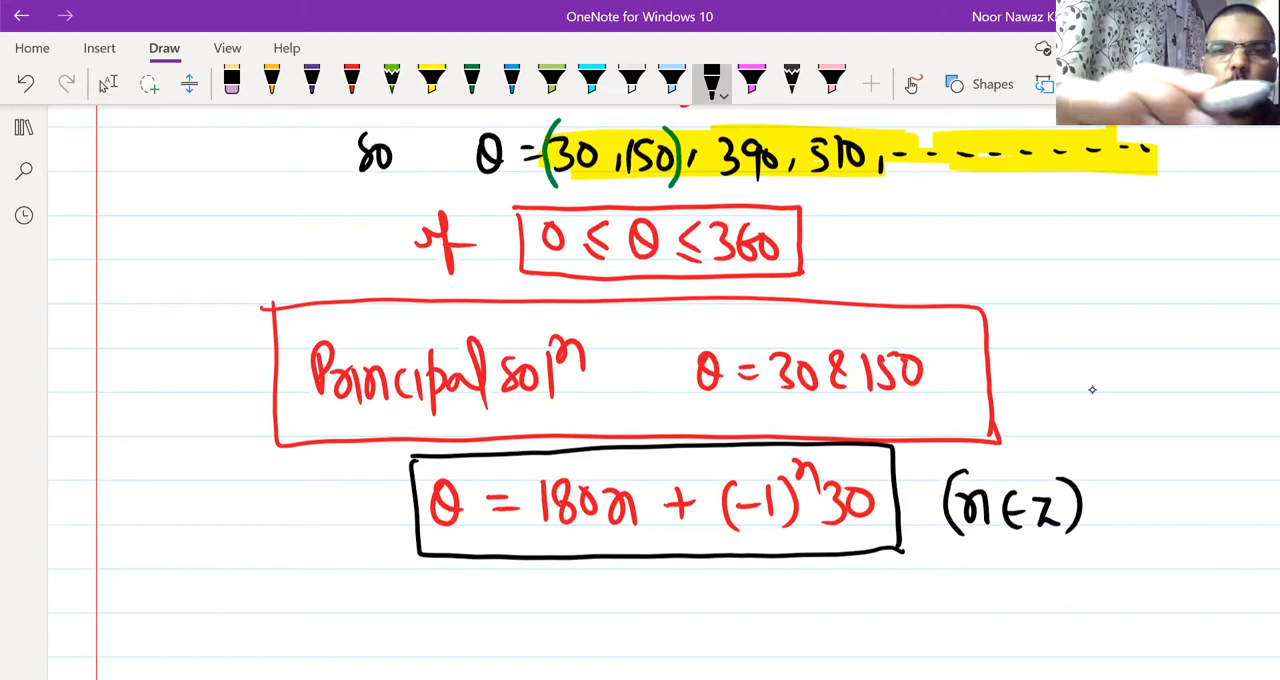 OneNote for Windows 10
Noor Nawaz K
Home Insert Draw View Help
Shapes
so θ = (30, 150), 390, 510, - - - - - - - - -
if 0 ≤ θ ≤ 360
Principal solⁿ θ = 30 & 150
θ = 180n + (-1)ⁿ 30 (n ∈ z)